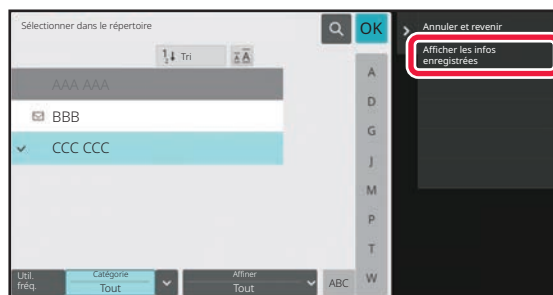 Sélectionner dans le répertoire
OK
Tri
AAA AAA
BBB
CCC CCC
A
D
G
J
M
P
T
W
Util.
fréq.
Catégorie
Tout
Affiner
Tout
ABC
Annuler et revenir
Afficher les infos
enregistrées